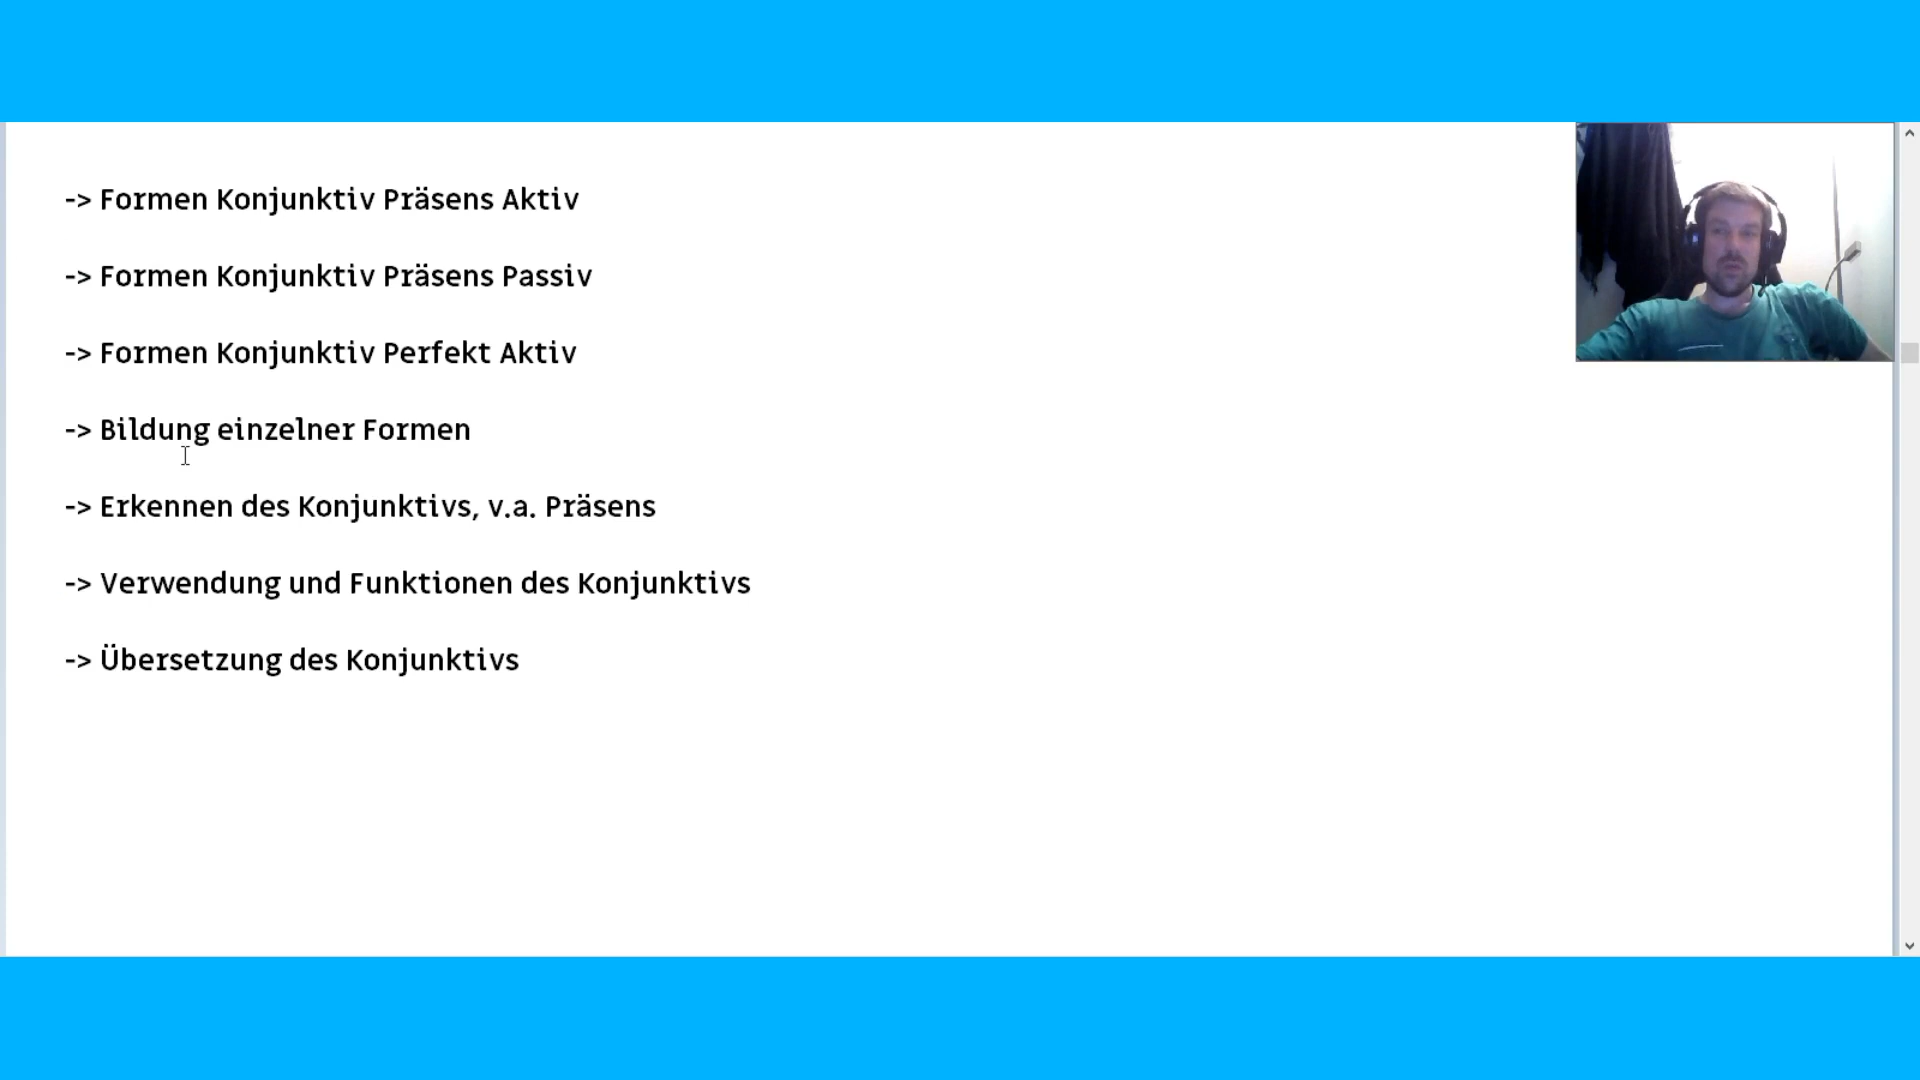 -> Formen Konjunktiv Präsens Aktiv
-> Formen Konjunktiv Präsens Passiv
-> Formen Konjunktiv Perfekt Aktiv
-> Bildung einzelner Formen
-> Erkennen des Konjunktivs, v.a. Präsens
-> Verwendung und Funktionen des Konjunktivs
-> Übersetzung des Konjunktivs